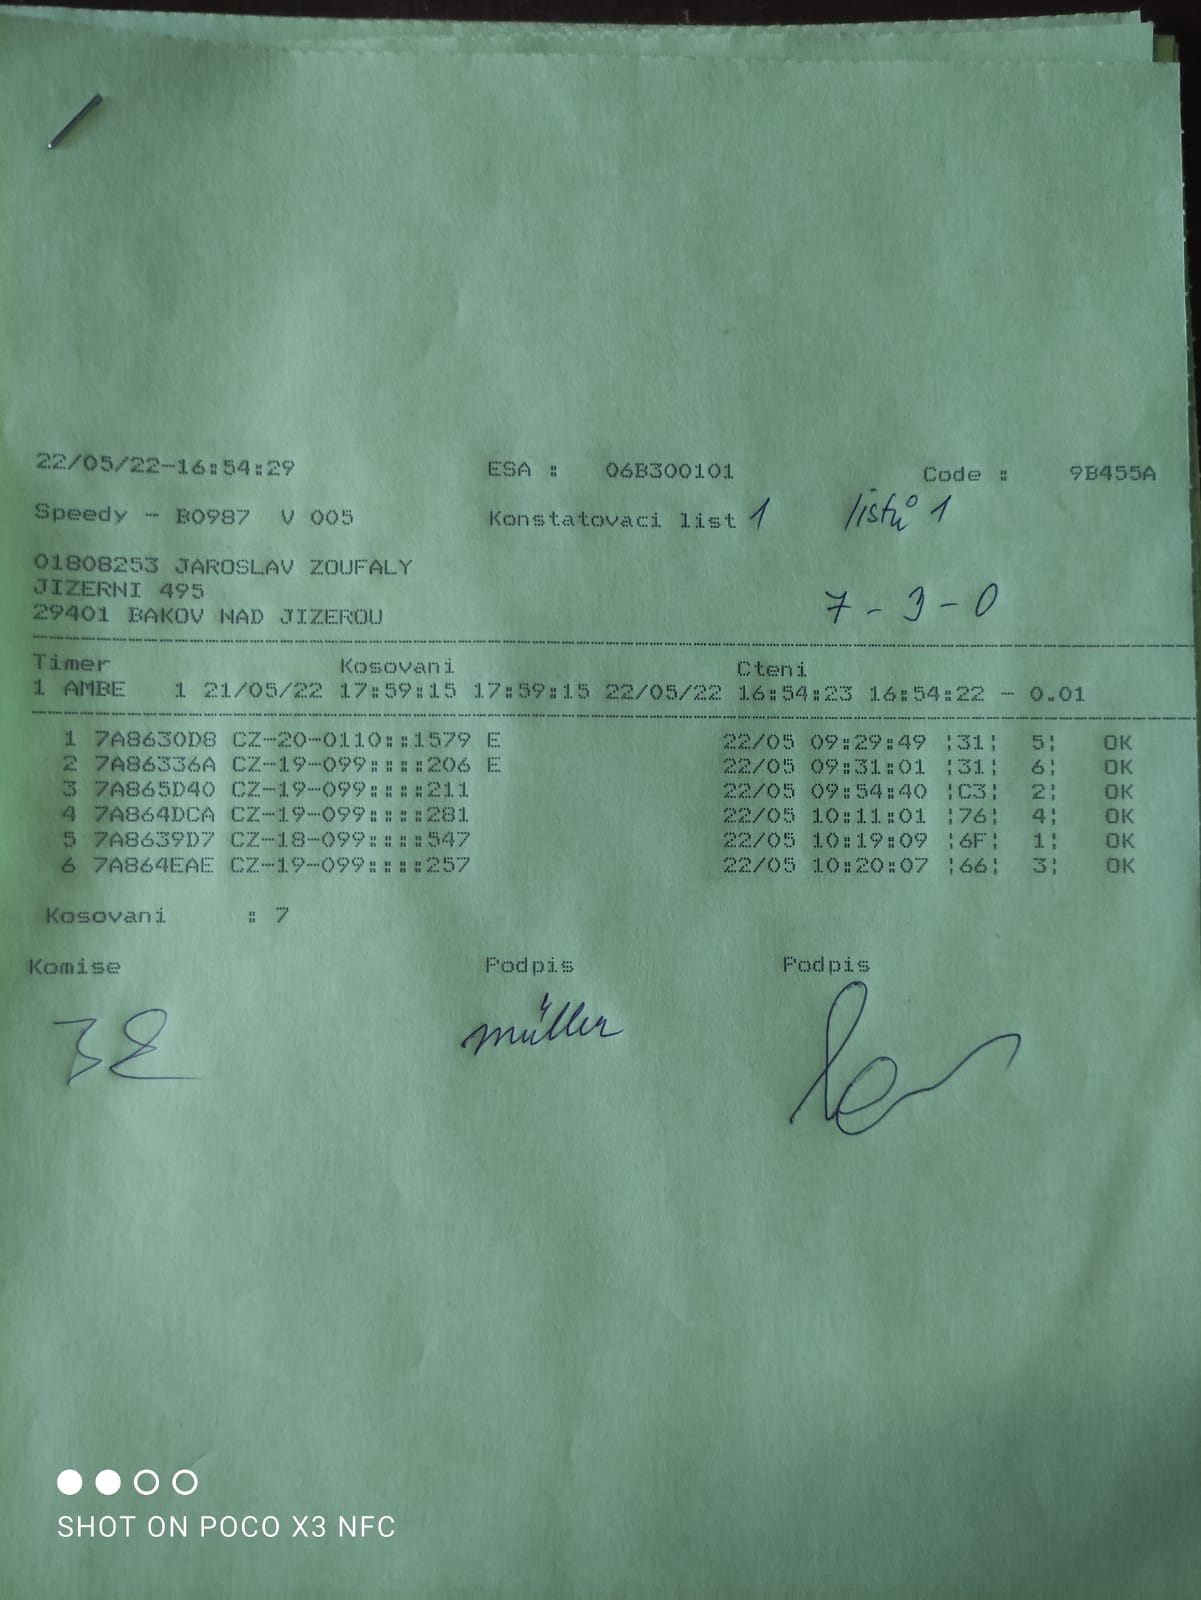 22/05/22-16:54:29 ESA : 06B300101 Code : 9B455A
Speedy - B0987 V 005 Konstatovaci list 1 listů 1
01808253 JAROSLAV ZOUFALY
JIZERNI 495
29401 BAKOV NAD JIZEROU
7 - 3 - 0
Timer Kosovani Cteni
1 AMBE 1 21/05/22 17:59:15 17:59:15 22/05/22 16:54:23 16:54:22 - 0.01
1 7A8630D8 CZ-20-0110:::1579 E 22/05 09:29:49 ¦31¦ 5¦ OK
2 7A86336A CZ-19-099::::206 E 22/05 09:31:01 ¦31¦ 6¦ OK
3 7A865D40 CZ-19-099::::211 22/05 09:54:40 ¦C3¦ 2¦ OK
4 7A864DCA CZ-19-099::::281 22/05 10:11:01 ¦76¦ 4¦ OK
5 7A8639D7 CZ-18-099::::547 22/05 10:19:09 ¦6F¦ 1¦ OK
6 7A864EAE CZ-19-099::::257 22/05 10:20:07 ¦66¦ 3¦ OK
Kosovani : 7
Komise Podpis Podpis
müller
SHOT ON POCO X3 NFC